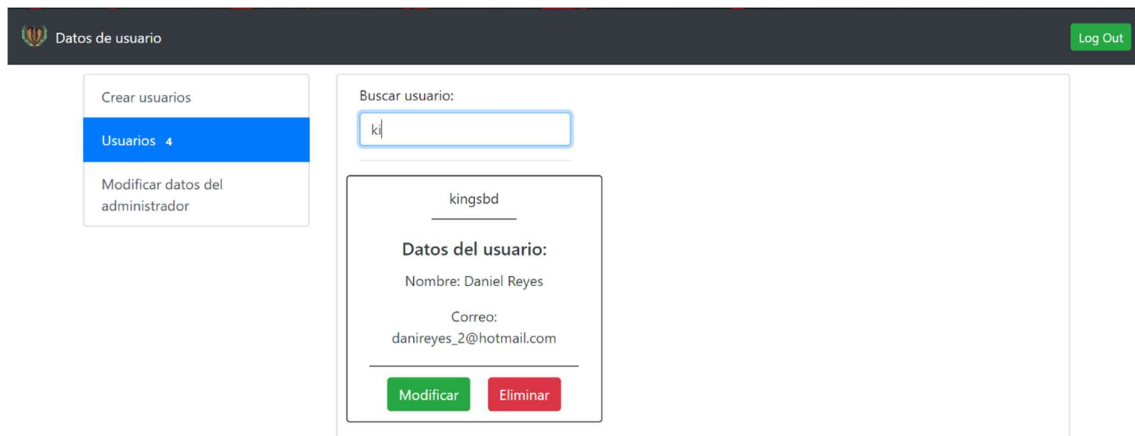 Datos de usuario
Log Out
Crear usuarios
Usuarios 4
Modificar datos del
administrador
Buscar usuario:
ki
kingsbd
Datos del usuario:
Nombre: Daniel Reyes
Correo:
danireyes_2@hotmail.com
Modificar
Eliminar